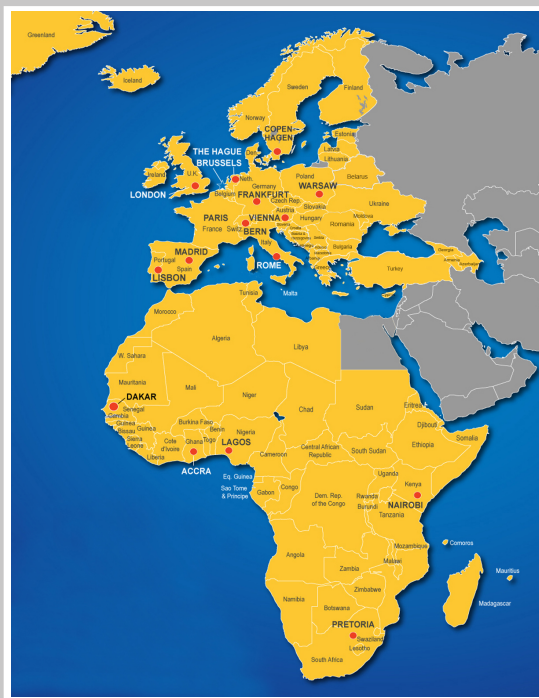 Greenland
Iceland
Sweden
Finland
Norway
COPEN-
HAGEN
Estonia
Latvia
Lithuania
Den.
THE HAGUE
BRUSSELS
Ireland
U.K.
LONDON
Neth.
Belgium
Germany
FRANKFURT
Poland
WARSAW
Belarus
Czech Rep.
Slovakia
Ukraine
PARIS
France
Switz.
BERN
VIENNA
Austria
Hungary
Moldova
Romania
Slovenia
Croatia
Serbia
Bulgaria
Italy
ROME
Greece
MADRID
Portugal
Spain
LISBON
Turkey
Georgia
Armenia
Azerbaijan
Cyprus
Malta
Tunisia
Morocco
Algeria
Libya
W. Sahara
Mauritania
Mali
Niger
Chad
Sudan
Eritrea
Djibouti
DAKAR
Senegal
Gambia
Guinea
Bissau
Guinea
Sierra
Leone
Liberia
Burkina Faso
Cote
d'Ivoire
Ghana
Togo
Benin
Nigeria
LAGOS
ACCRA
Cameroon
Central African
Republic
South Sudan
Ethiopia
Somalia
Eq. Guinea
Sao Tome
& Principe
Gabon
Congo
Dem. Rep.
of the Congo
Uganda
Kenya
Rwanda
Burundi
NAIROBI
Tanzania
Comoros
Mozambique
Malawi
Angola
Zambia
Zimbabwe
Mauritius
Madagascar
Namibia
Botswana
PRETORIA
Swaziland
Lesotho
South Africa